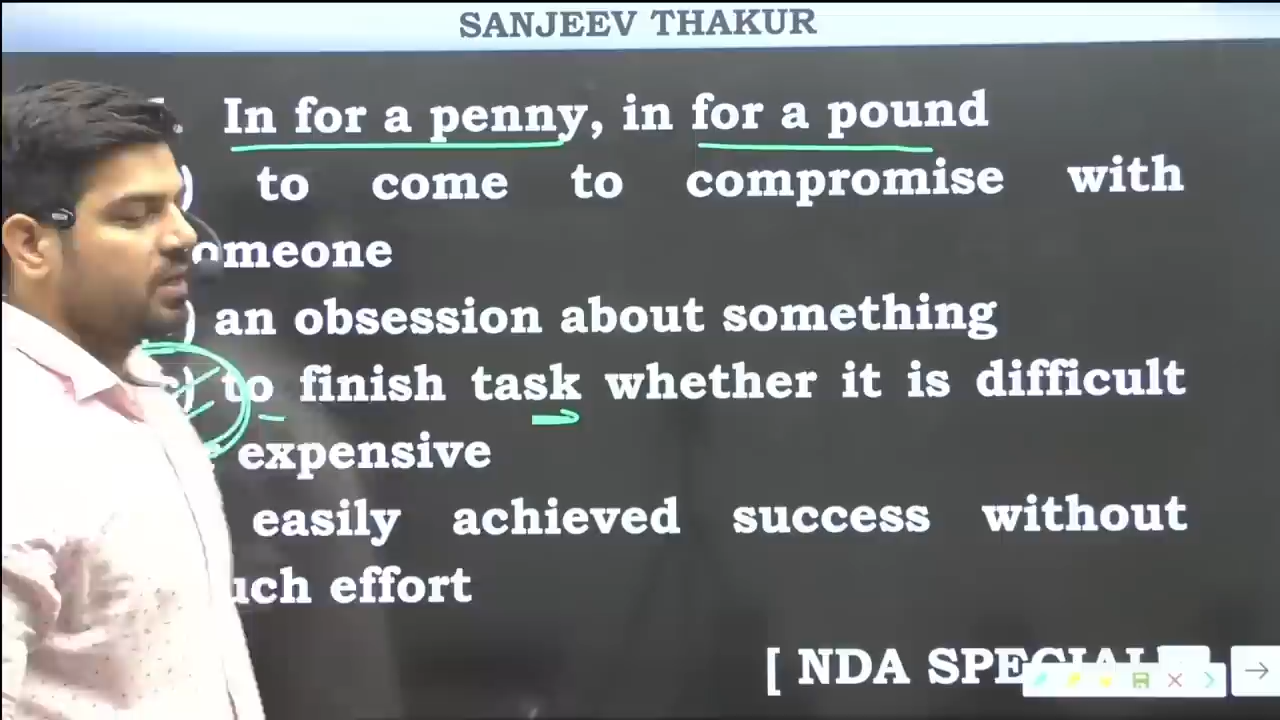 SANJEEV THAKUR
. In for a penny, in for a pound
) to come to compromise with
omeone
) an obsession about something
c) to finish task whether it is difficult
expensive
easily achieved success without
uch effort
[ NDA SPECIAL